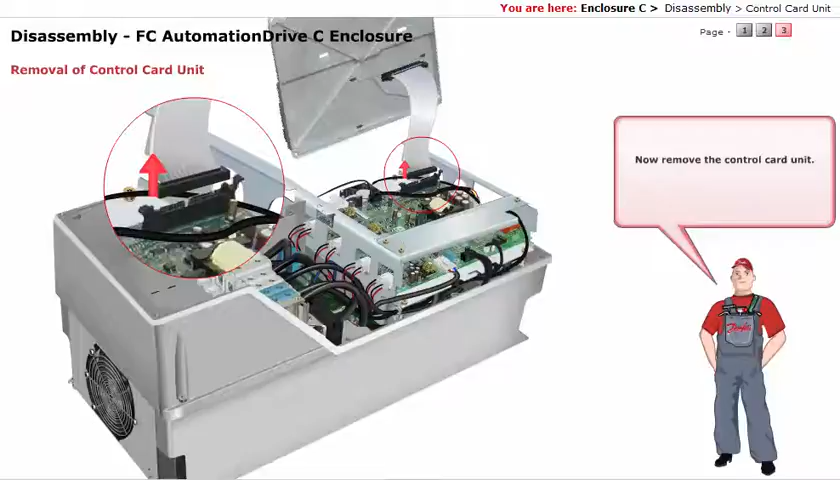 You are here: Enclosure C > Disassembly > Control Card Unit
Disassembly - FC AutomationDrive C Enclosure
Page - 1 2 3
Removal of Control Card Unit
Now remove the control card unit.
Danfoss